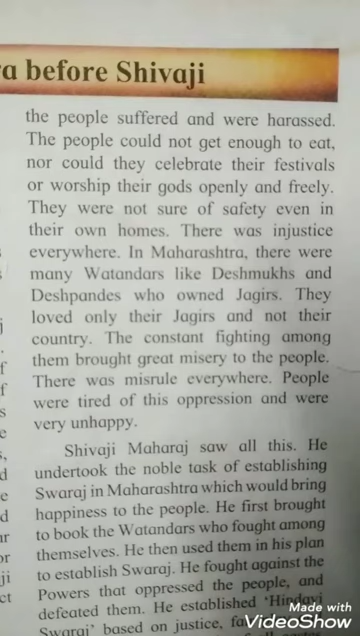 a before Shivaji
the people suffered and were harassed.
The people could not get enough to eat,
nor could they celebrate their festivals
or worship their gods openly and freely.
They were not sure of safety even in
their own homes. There was injustice
everywhere. In Maharashtra, there were
many Watandars like Deshmukhs and
Deshpandes who owned Jagirs. They
loved only their Jagirs and not their
country. The constant fighting among
them brought great misery to the people.
There was misrule everywhere. People
were tired of this oppression and were
very unhappy.
Shivaji Maharaj saw all this. He
undertook the noble task of establishing
Swaraj in Maharashtra which would bring
happiness to the people. He first brought
to book the Watandars who fought among
themselves. He then used them in his plan
to establish Swaraj. He fought against the
Powers that oppressed the people, and
defeated them. He established ‘Hindavi
Swaraj’ based on justice,
Made with
VideoShow